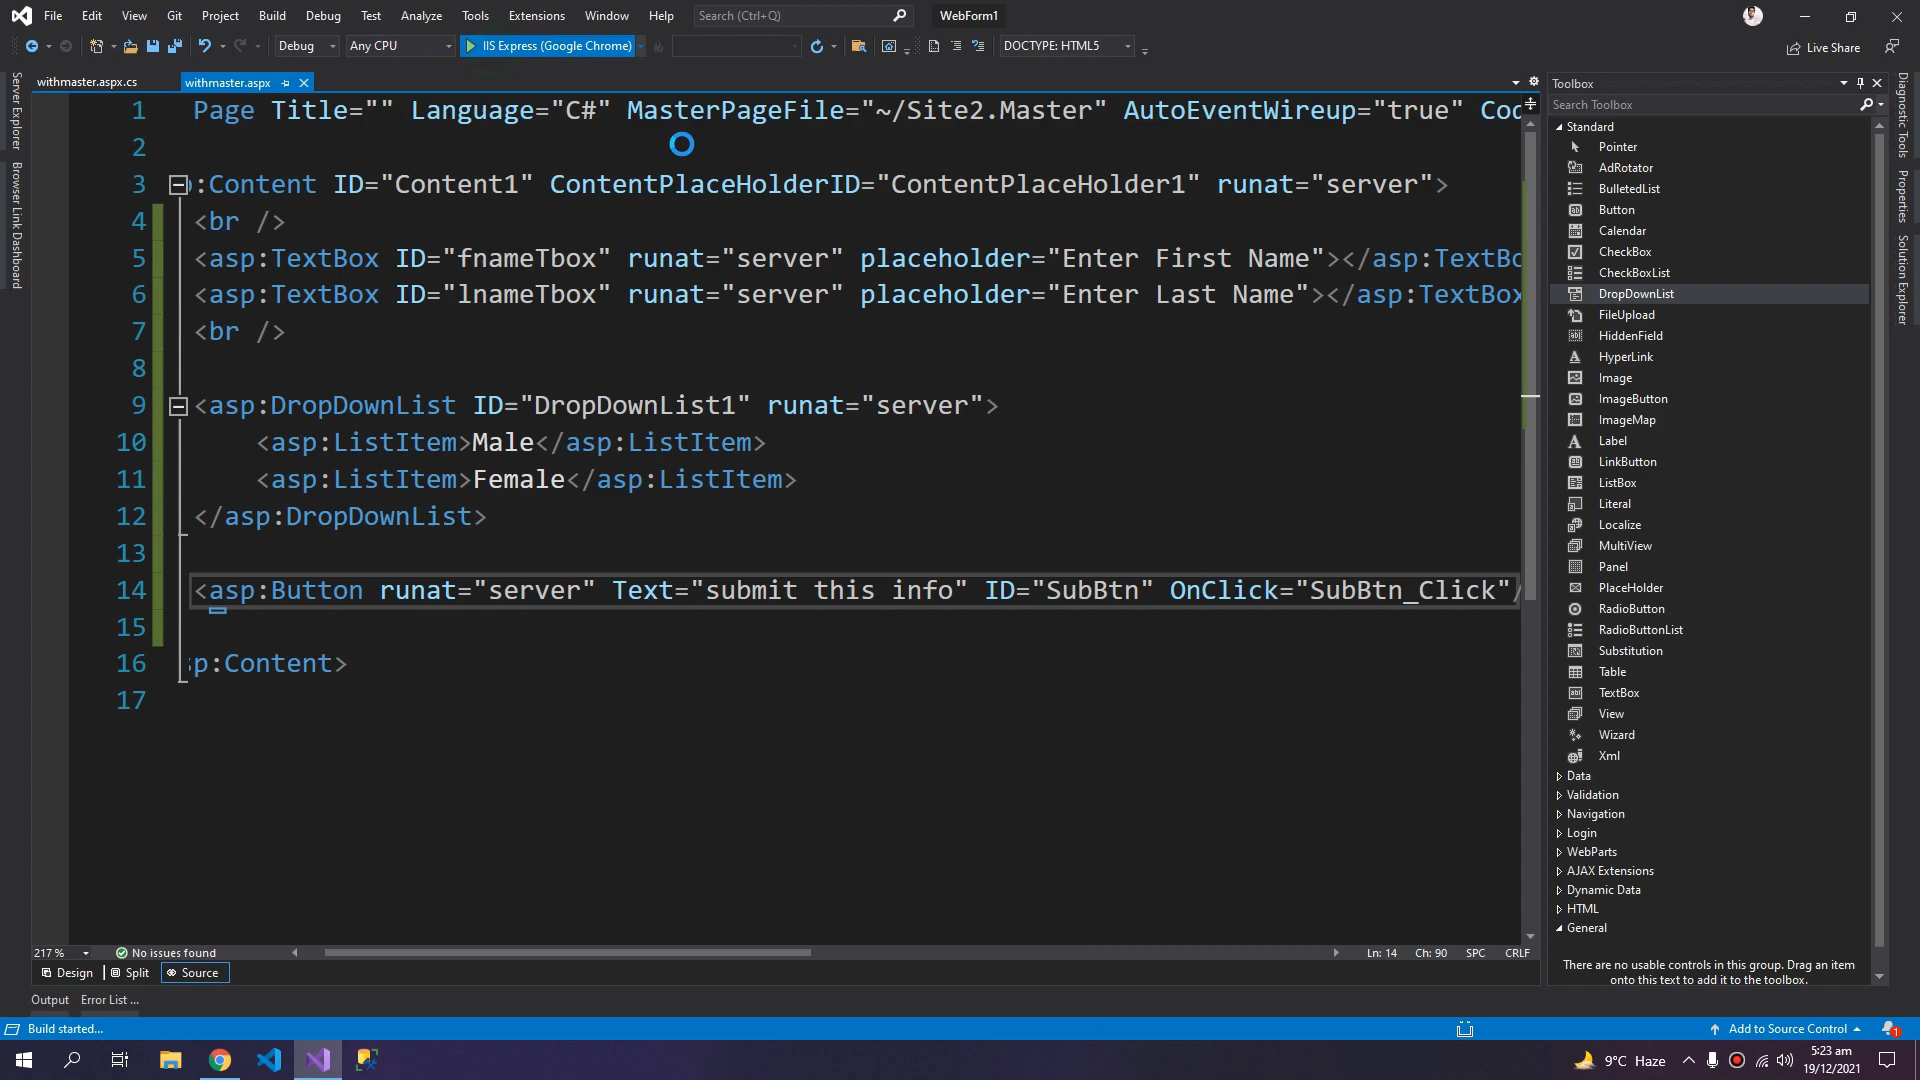 File Edit View Git Project Build Debug Test Analyze Tools Extensions Window Help Search (Ctrl+Q) WebForm1
Debug Any CPU IIS Express (Google Chrome) DOCTYPE: HTML5 Live Share
withmaster.aspx.cs withmaster.aspx
1 Page Title="" Language="C#" MasterPageFile="~/Site2.Master" AutoEventWireup="true" Cod
2
3 :Content ID="Content1" ContentPlaceHolderID="ContentPlaceHolder1" runat="server">
4 <br />
5 <asp:TextBox ID="fnameTbox" runat="server" placeholder="Enter First Name"></asp:TextBo
6 <asp:TextBox ID="lnameTbox" runat="server" placeholder="Enter Last Name"></asp:TextBox
7 <br />
8
9 <asp:DropDownList ID="DropDownList1" runat="server">
10 <asp:ListItem>Male</asp:ListItem>
11 <asp:ListItem>Female</asp:ListItem>
12 </asp:DropDownList>
13
14 <asp:Button runat="server" Text="submit this info" ID="SubBtn" OnClick="SubBtn_Click"/
15
16 sp:Content>
17
217 % No issues found Ln: 14 Ch: 90 SPC CRLF
Design Split Source
Output Error List ...
Server Explorer
Browser Link Dashboard
Toolbox
Search Toolbox
Standard
Pointer
AdRotator
BulletedList
Button
Calendar
CheckBox
CheckBoxList
DropDownList
FileUpload
HiddenField
HyperLink
Image
ImageButton
ImageMap
Label
LinkButton
ListBox
Literal
Localize
MultiView
Panel
PlaceHolder
RadioButton
RadioButtonList
Substitution
Table
TextBox
View
Wizard
Xml
Data
Validation
Navigation
Login
WebParts
AJAX Extensions
Dynamic Data
HTML
General
There are no usable controls in this group. Drag an item
onto this text to add it to the toolbox.
Diagnostic Tools
Properties
Solution Explorer
Build started... Add to Source Control 1
9°C Haze 5:23 am
19/12/2021